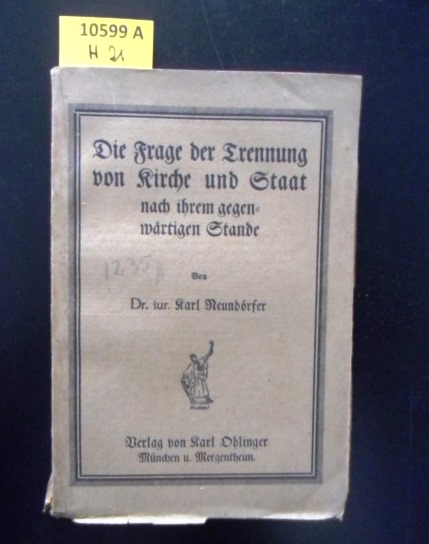 10599 A
H 21
Die Frage der Trennung
von Kirche und Staat
nach ihrem gegen-
wärtigen Stande
1235
Von
Dr. iur. Karl Neundörfer
Verlag von Karl Ohlinger
München u. Mergentheim.